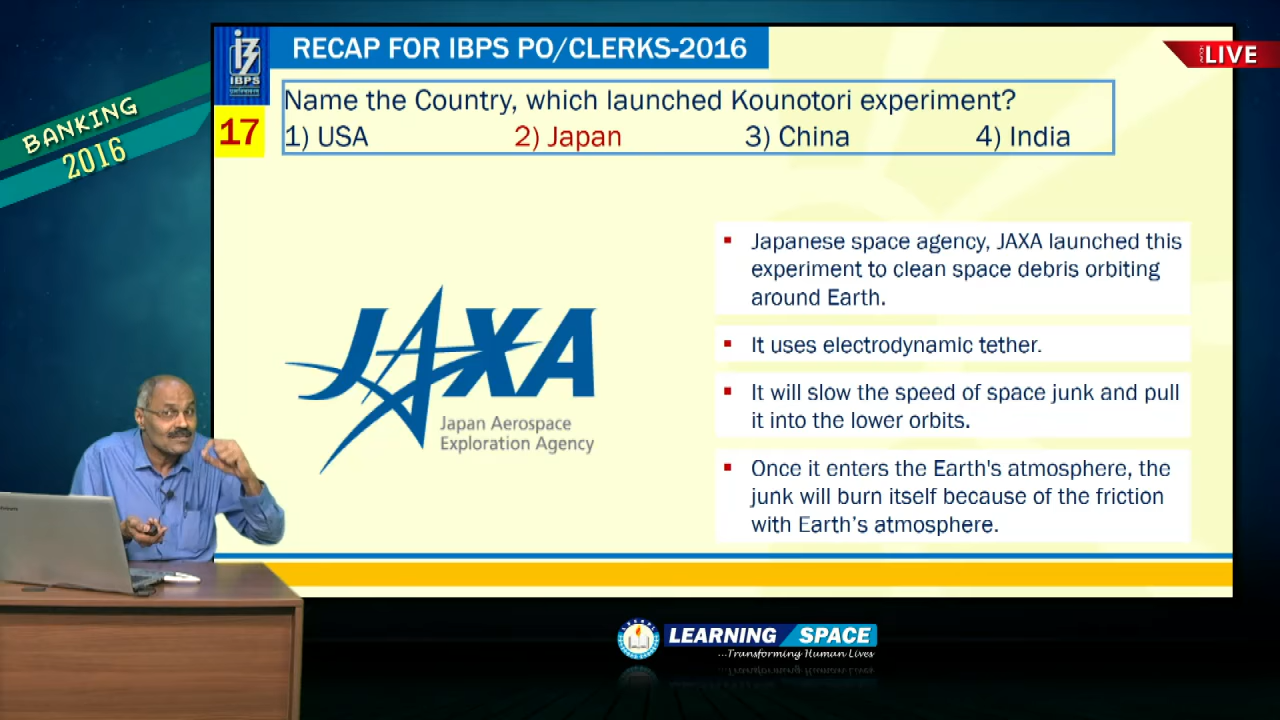 RECAP FOR IBPS PO/CLERKS-2016
LIVE
IBPS
BANKING
2016
17
Name the Country, which launched Kounotori experiment?
1) USA 2) Japan 3) China 4) India
Japanese space agency, JAXA launched this
experiment to clean space debris orbiting
around Earth.
It uses electrodynamic tether.
It will slow the speed of space junk and pull
it into the lower orbits.
Once it enters the Earth's atmosphere, the
junk will burn itself because of the friction
with Earth’s atmosphere.
JAXA
Japan Aerospace
Exploration Agency
LEARNING SPACE
...Transforming Human Lives